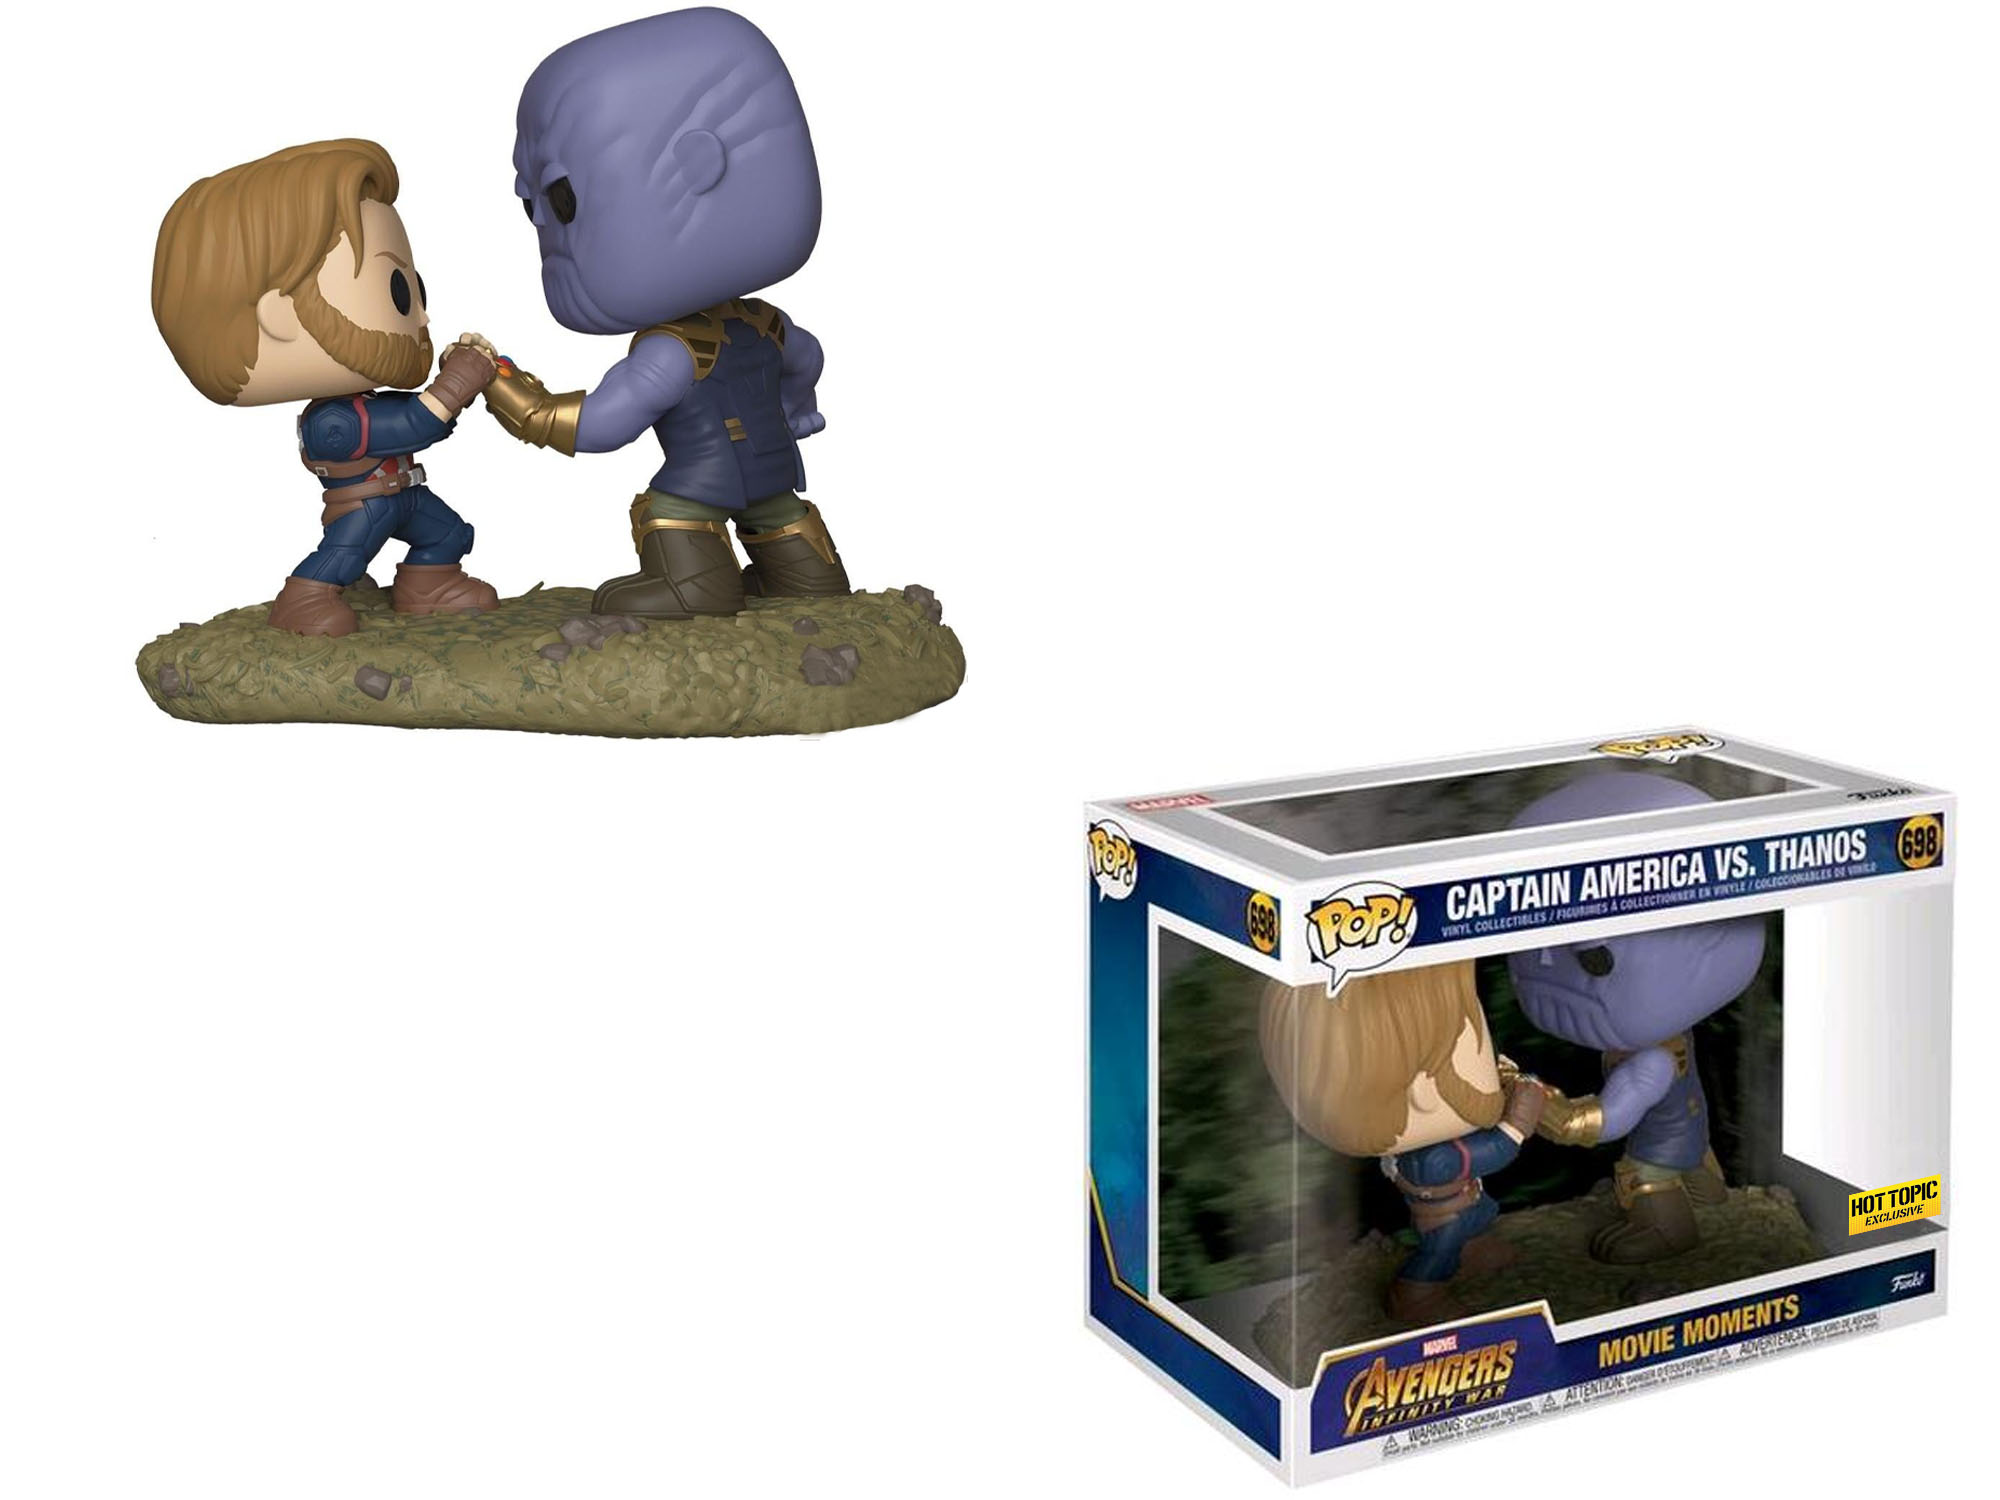 MARVEL
POP!
Funko
POP!
698
POP!
CAPTAIN AMERICA VS. THANOS
698
VINYL COLLECTIBLES / FIGURINES À COLLECTIONNER EN VINYLE / COLECCIONABLES DE VINILO
HOT TOPIC
EXCLUSIVE
Funko
MARVEL
AVENGERS
INFINITY WAR
MOVIE MOMENTS
WARNING: CHOKING HAZARD.
ATTENTION: DANGER D'ÉTOUFFEMENT
ADVERTENCIA: PELIGRO DE ASFIXIA